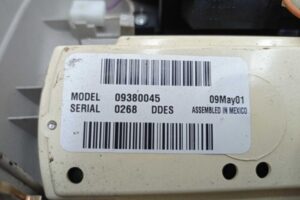 MODEL 09380045 09May01
SERIAL 0268 DDES ASSEMBLED IN MEXICO